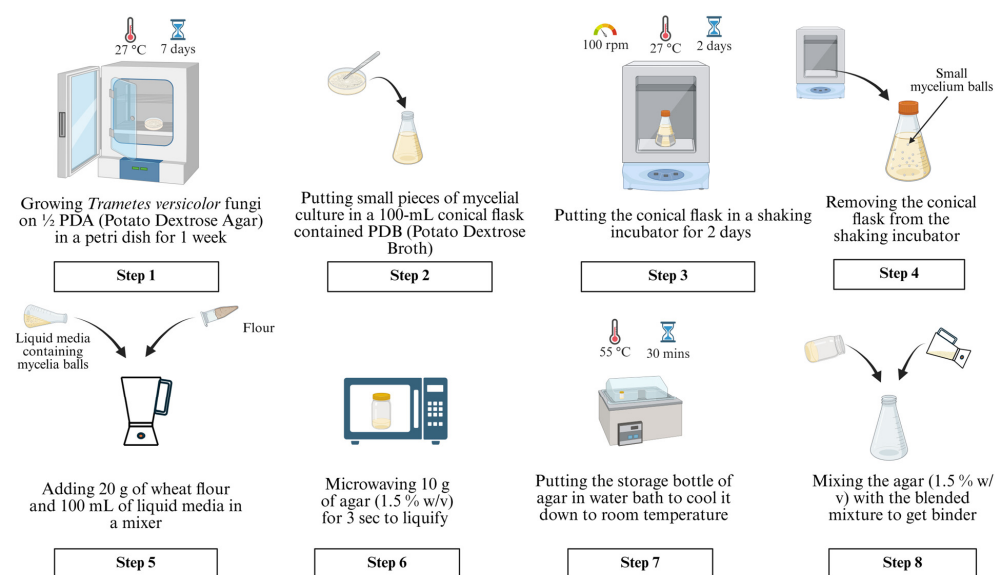 27 °C
7 days
Growing Trametes versicolor fungi
on ½ PDA (Potato Dextrose Agar)
in a petri dish for 1 week
Step 1
Putting small pieces of mycelial
culture in a 100-mL conical flask
contained PDB (Potato Dextrose
Broth)
Step 2
100 rpm
27 °C
2 days
Putting the conical flask in a shaking
incubator for 2 days
Step 3
Small
mycelium balls
Removing the conical
flask from the
shaking incubator
Step 4
Liquid media
containing
mycelia balls
Flour
Adding 20 g of wheat flour
and 100 mL of liquid media in
a mixer
Step 5
Microwaving 10 g
of agar (1.5 % w/v)
for 3 sec to liquify
Step 6
55 °C
30 mins
Putting the storage bottle of
agar in water bath to cool it
down to room temperature
Step 7
Mixing the agar (1.5 % w/
v) with the blended
mixture to get binder
Step 8